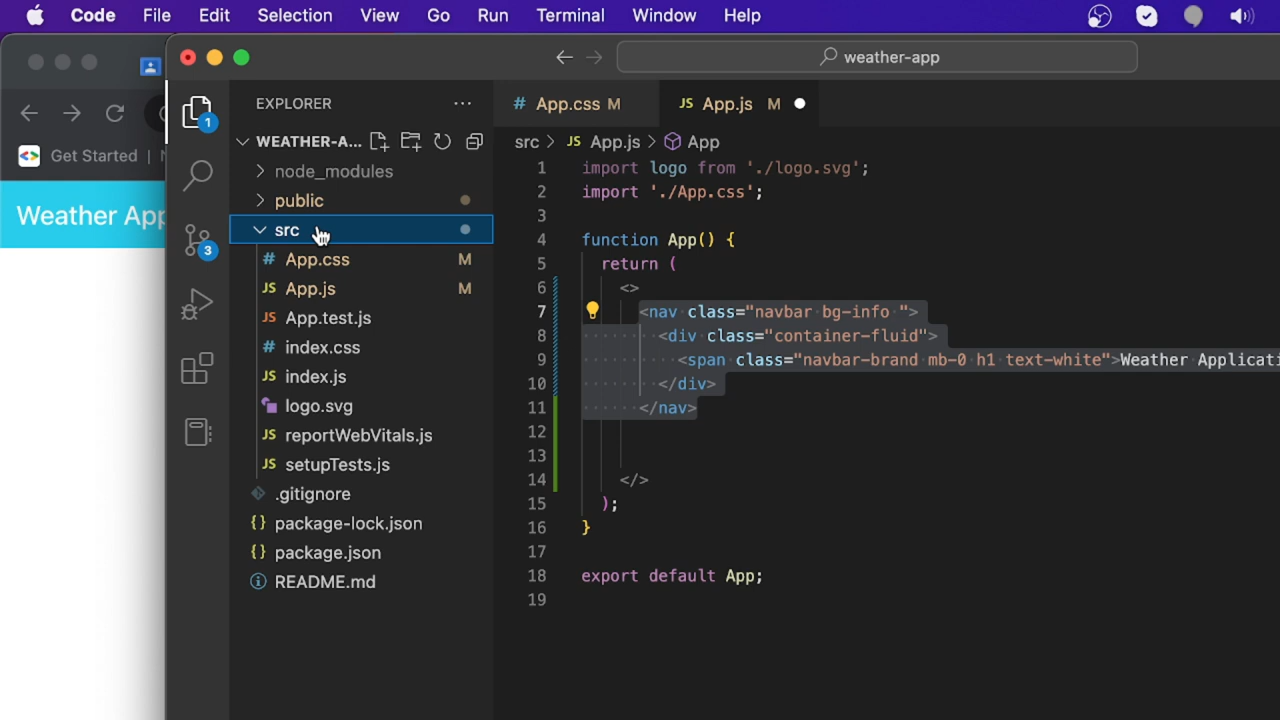 Code File Edit Selection View Go Run Terminal Window Help
weather-app
Get Started
Weather App
EXPLORER
WEATHER-A...
node_modules
public
src
App.css M
App.js M
App.test.js
index.css
index.js
logo.svg
reportWebVitals.js
setupTests.js
.gitignore
package-lock.json
package.json
README.md
1
3
# App.css M
JS App.js M
src > JS App.js > App
1 import logo from './logo.svg';
2 import './App.css';
3
4 function App() {
5 return (
6 <>
7 <nav class="navbar bg-info ">
8 <div class="container-fluid">
9 <span class="navbar-brand mb-0 h1 text-white">Weather Applicati
10 </div>
11 </nav>
12
13
14 </>
15 );
16 }
17
18 export default App;
19